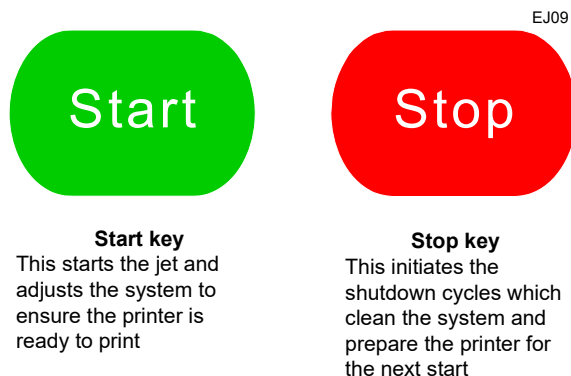 EJ09
Start
Stop
Start key
This starts the jet and
adjusts the system to
ensure the printer is
ready to print
Stop key
This initiates the
shutdown cycles which
clean the system and
prepare the printer for
the next start